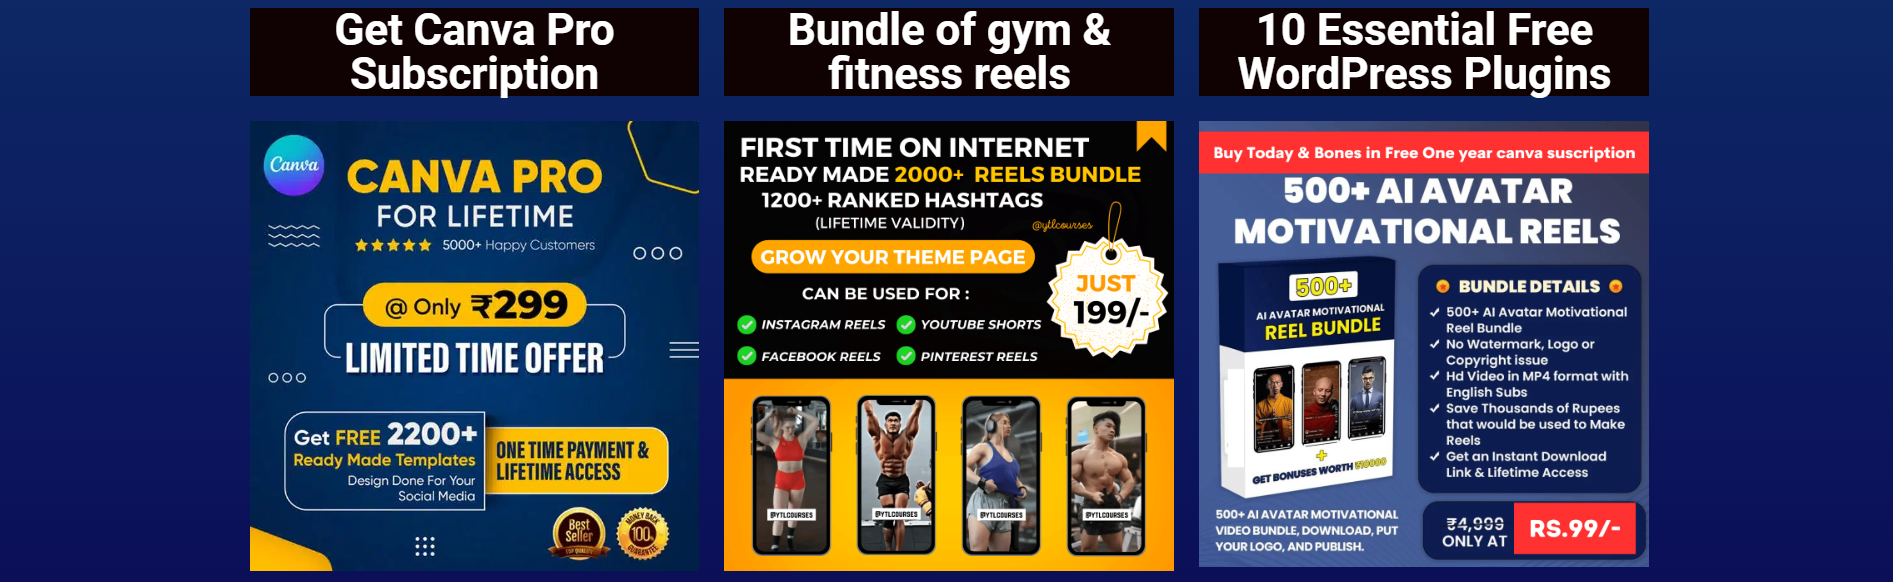 Get Canva Pro
Subscription
Canva
CANVA PRO
FOR LIFETIME
5000+ Happy Customers
@ Only ₹299
LIMITED TIME OFFER
Get FREE 2200+
Ready Made Templates
Design Done For Your
Social Media
ONE TIME PAYMENT &
LIFETIME ACCESS
Best
Seller
TOP QUALITY
MONEY BACK
100%
GUARANTEE
Bundle of gym &
fitness reels
FIRST TIME ON INTERNET
READY MADE 2000+ REELS BUNDLE
1200+ RANKED HASHTAGS
(LIFETIME VALIDITY)
@ytlcourses
GROW YOUR THEME PAGE
JUST
199/-
CAN BE USED FOR :
INSTAGRAM REELS
YOUTUBE SHORTS
FACEBOOK REELS
PINTEREST REELS
@YTLCOURSES
@YTLCOURSES
@YTLCOURSES
@YTLCOURSES
10 Essential Free
WordPress Plugins
Buy Today & Bones in Free One year canva suscription
500+ AI AVATAR
MOTIVATIONAL REELS
500+
AI AVATAR MOTIVATIONAL
REEL BUNDLE
+
GET BONUSES WORTH ₹10000
BUNDLE DETAILS
500+ AI Avatar Motivational
Reel Bundle
No Watermark, Logo or
Copyright issue
Hd Video in MP4 format with
English Subs
Save Thousands of Rupees
that would be used to Make
Reels
Get an Instant Download
Link & Lifetime Access
500+ AI AVATAR MOTIVATIONAL
VIDEO BUNDLE, DOWNLOAD, PUT
YOUR LOGO, AND PUBLISH.
₹4,999
ONLY AT
RS.99/-